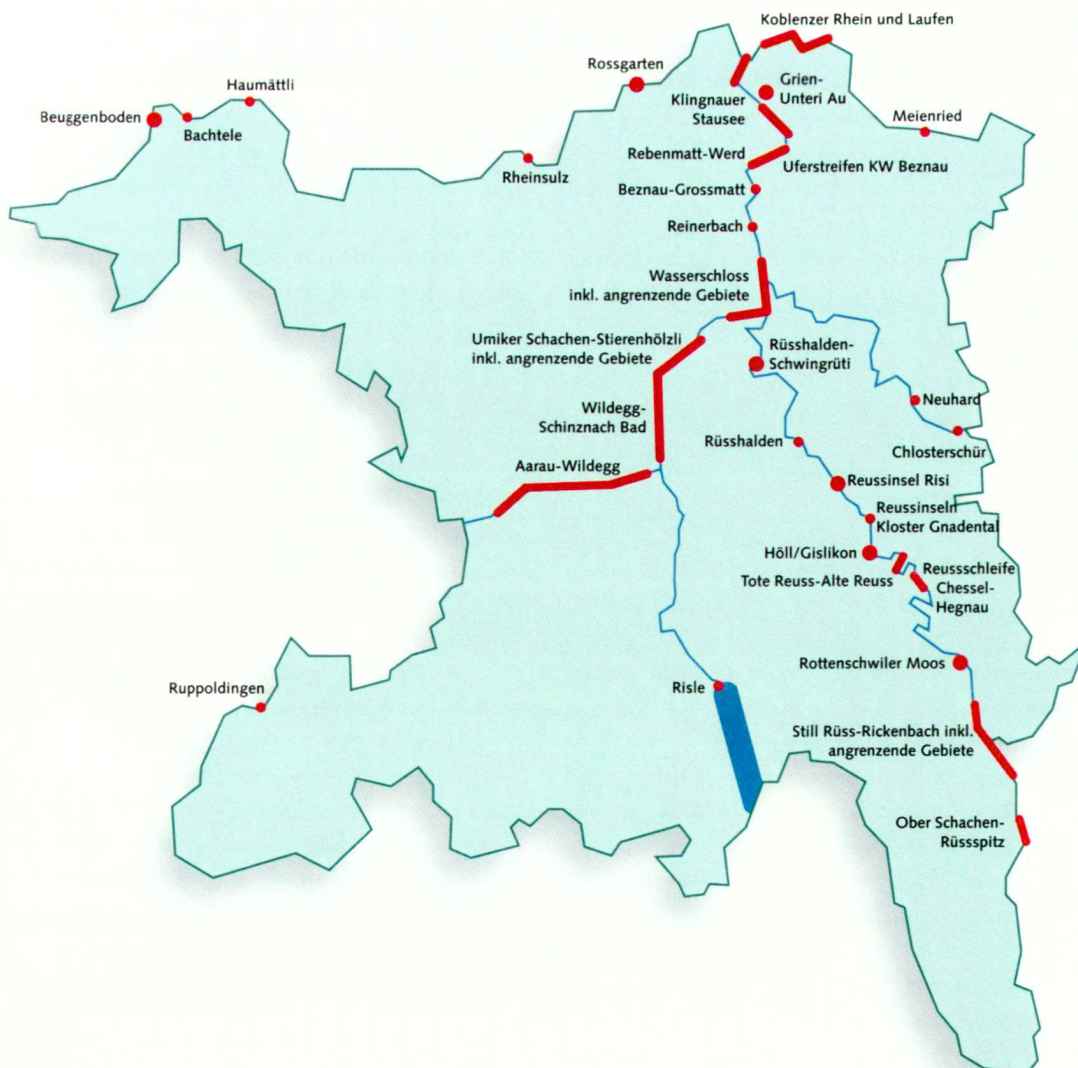 Koblenzer Rhein und Laufen
Rossgarten
Grien-
Unteri Au
Haumättli
Klingnauer
Stausee
Beuggenboden
Bachtele
Meienried
Rebenmatt-Werd
Uferstreifen KW Beznau
Rheinsulz
Beznau-Grossmatt
Reinerbach
Wasserschloss
inkl. angrenzende Gebiete
Umiker Schachen-Stierenhölzli
inkl. angrenzende Gebiete
Rüsshalden-
Schwingrüti
Neuhard
Wildegg-
Schinznach Bad
Rüsshalden
Chlosterschür
Aarau-Wildegg
Reussinsel Risi
Reussinseln
Kloster Gnadental
Höll/Gislikon
Tote Reuss-Alte Reuss
Reussschleife
Chessel-
Hegnau
Rottenschwiler Moos
Ruppoldingen
Risle
Still Rüss-Rickenbach inkl.
angrenzende Gebiete
Ober Schachen-
Rüssspitz